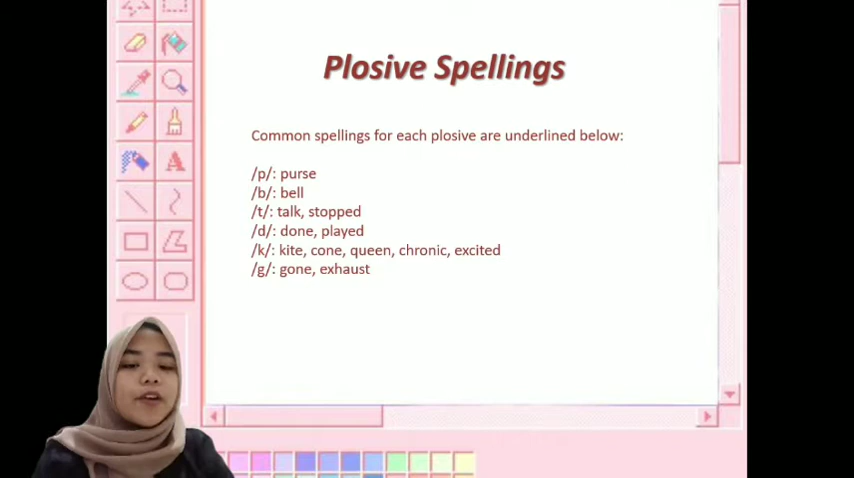 Plosive Spellings
Common spellings for each plosive are underlined below:
/p/: purse
/b/: bell
/t/: talk, stopped
/d/: done, played
/k/: kite, cone, queen, chronic, excited
/g/: gone, exhaust
A